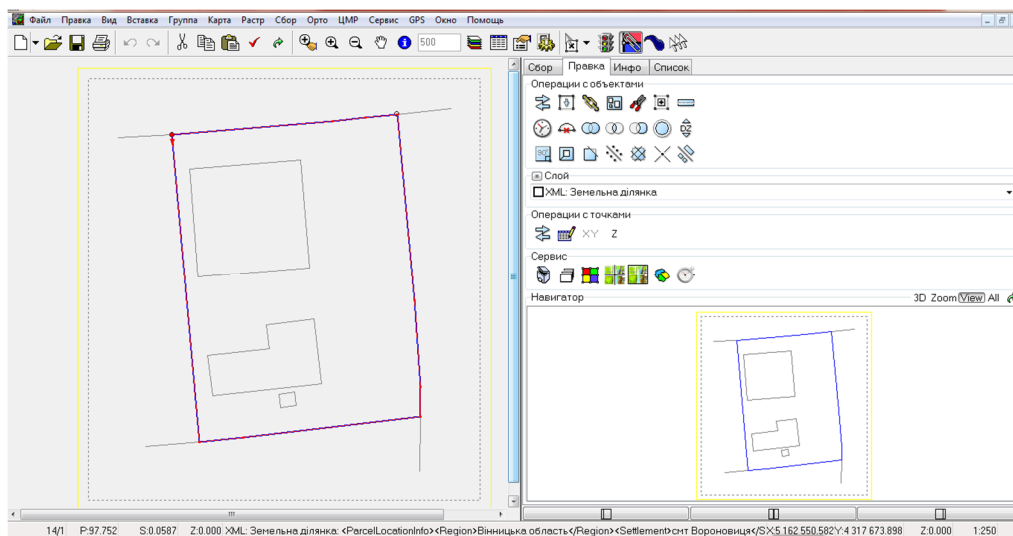 Файл Правка Вид Вставка Группа Карта Растр Сбор Орто ЦМР Сервис GPS Окно Помощь
500
Сбор Правка Инфо Список
Операции с объектами
DZ
90°
Слой
XML: Земельна ділянка
Операции с точками
XY Z
Сервис
Навигатор 3D Zoom View All
14/1 P:97.752 S:0.0587 Z:0.000 XML: Земельна ділянка: <ParcelLocationInfo><Region>Вінницька область</Region><Settlement>смт Вороновиця</S X:5 162 550.582 Y:4 317 673.898 Z:0.000 1:250